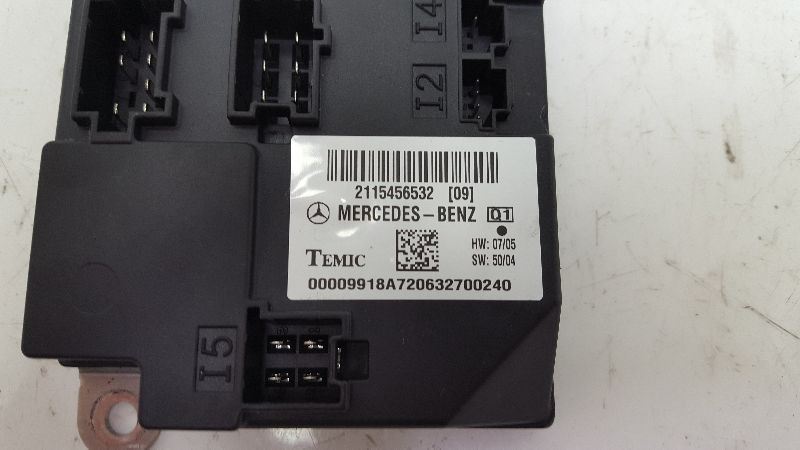 I4
I2
2115456532 [09]
MERCEDES-BENZ Q1
HW: 07/05
TEMIC
SW: 50/04
00009918A720632700240
I5